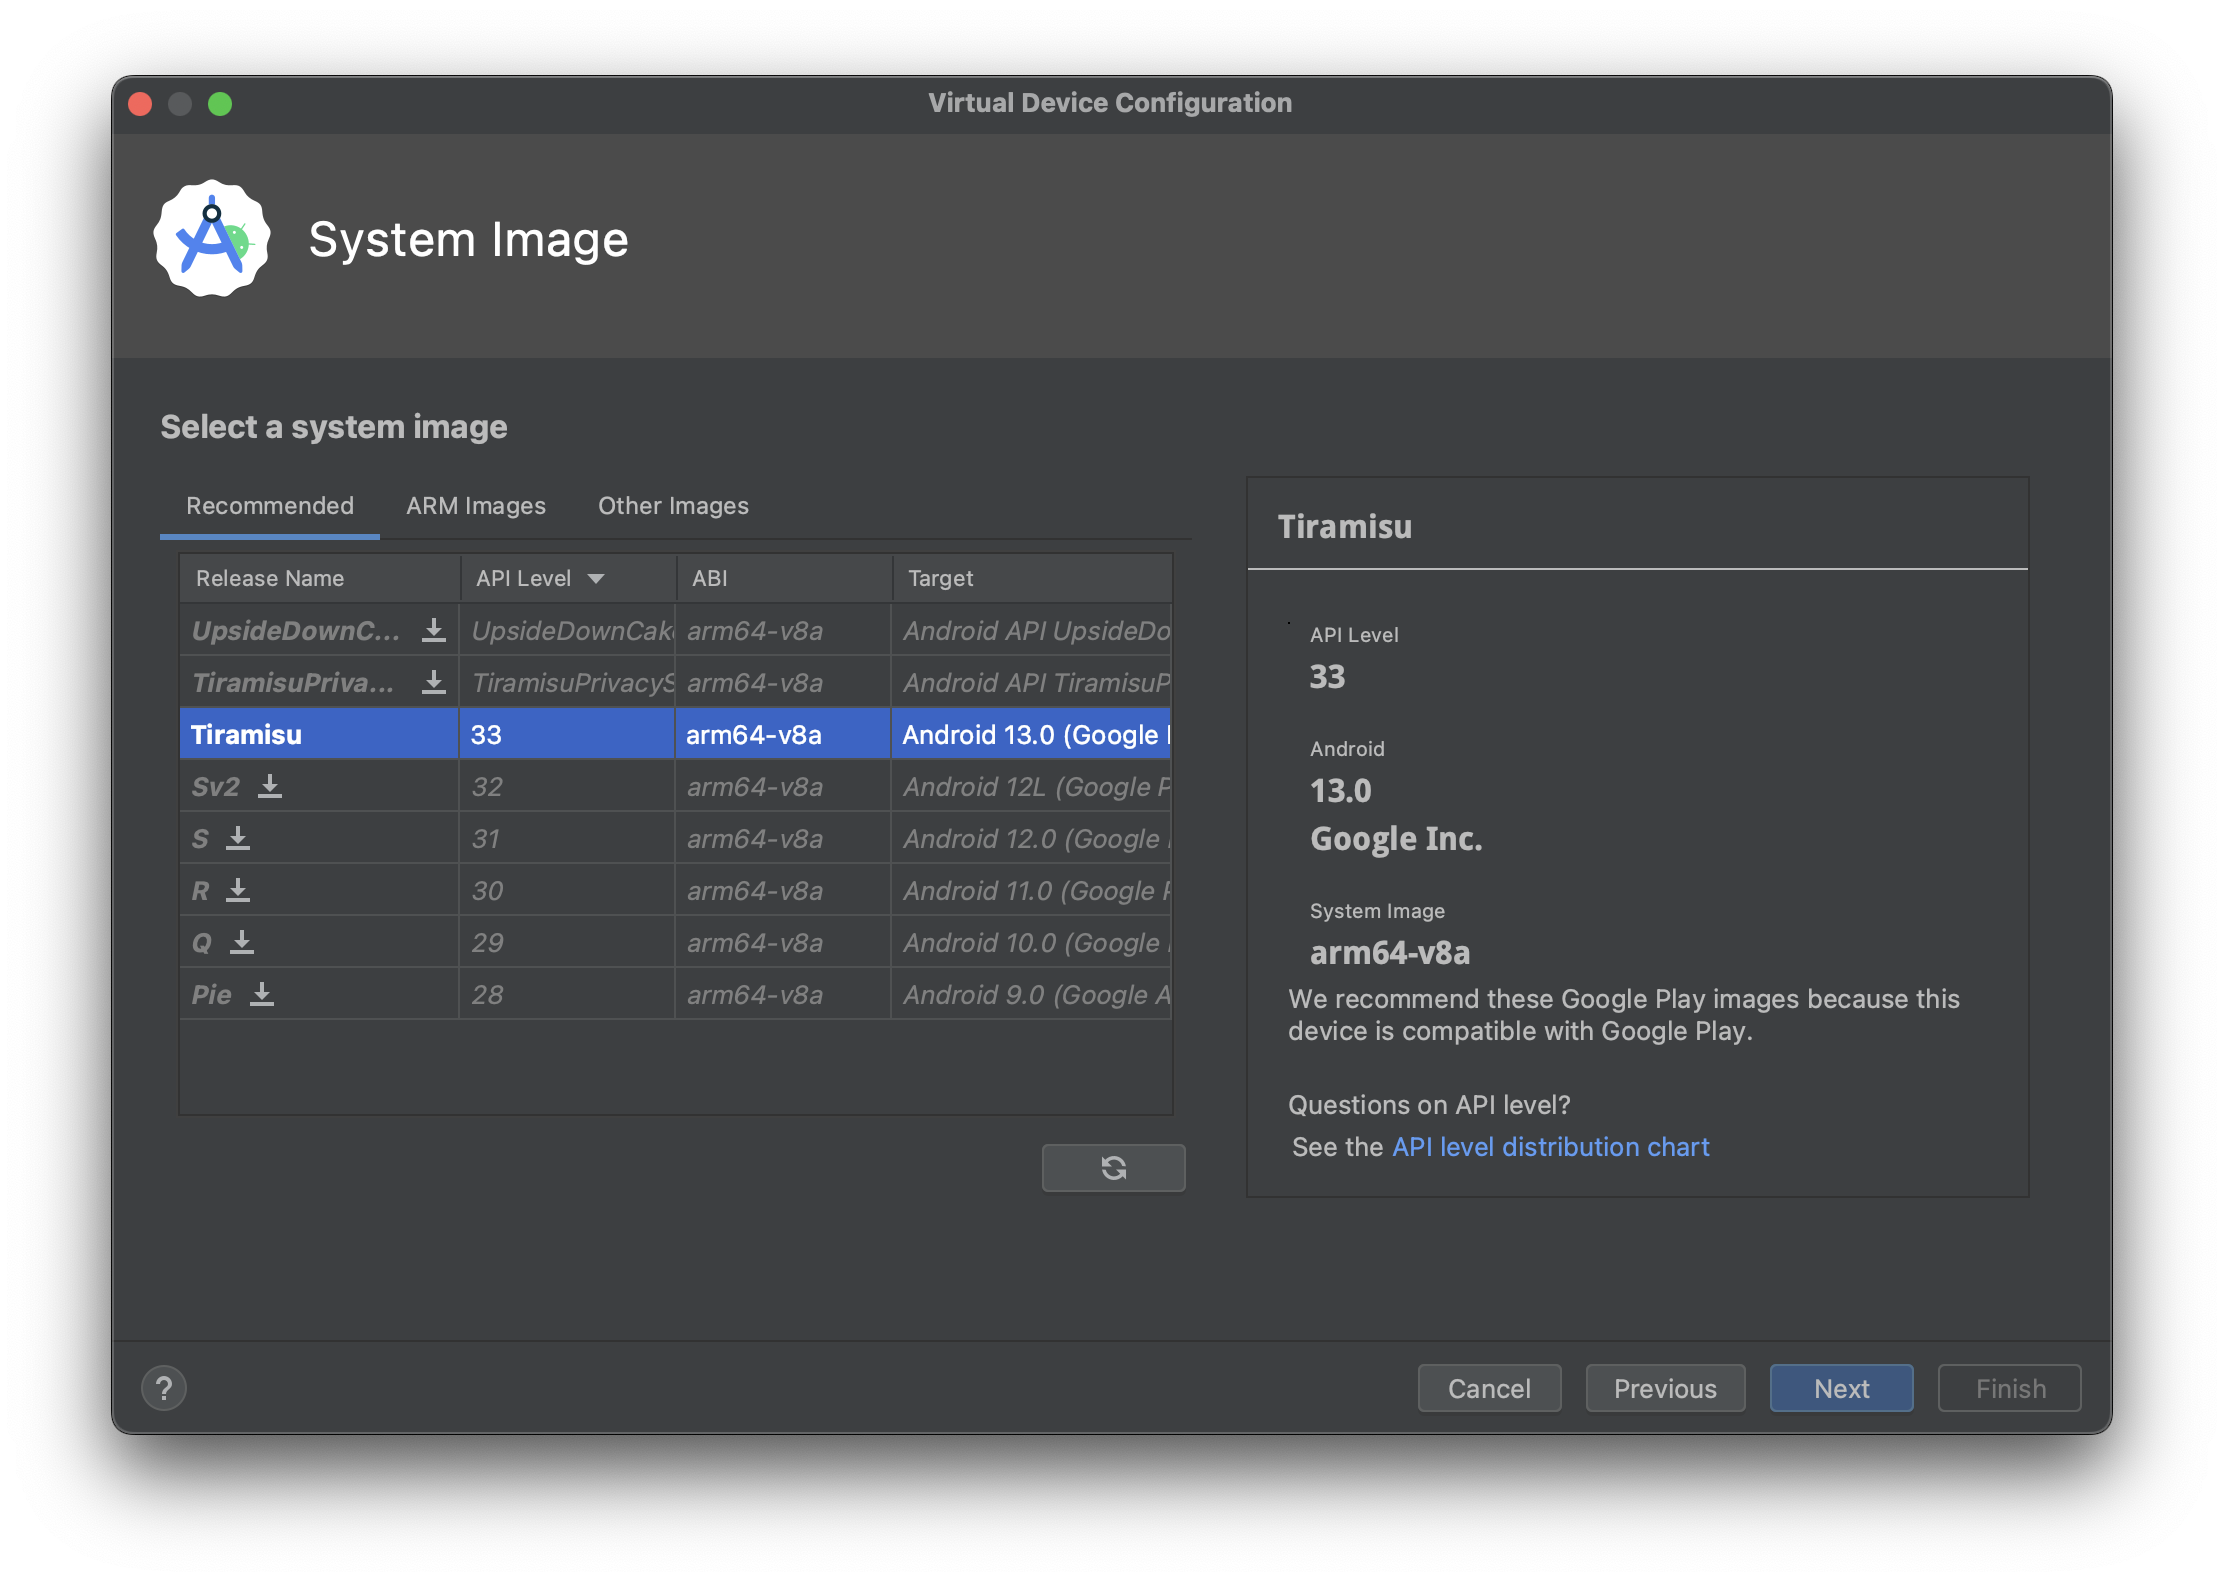 Virtual Device Configuration
System Image
Select a system image
Recommended ARM Images Other Images
Release Name API Level ABI Target
UpsideDownC... UpsideDownCak arm64-v8a Android API UpsideDo
TiramisuPriva... TiramisuPrivacyS arm64-v8a Android API TiramisuP
Tiramisu 33 arm64-v8a Android 13.0 (Google
Sv2 32 arm64-v8a Android 12L (Google P
S 31 arm64-v8a Android 12.0 (Google
R 30 arm64-v8a Android 11.0 (Google P
Q 29 arm64-v8a Android 10.0 (Google
Pie 28 arm64-v8a Android 9.0 (Google A
Tiramisu
API Level
33
Android
13.0
Google Inc.
System Image
arm64-v8a
We recommend these Google Play images because this
device is compatible with Google Play.
Questions on API level?
See the API level distribution chart
? Cancel Previous Next Finish